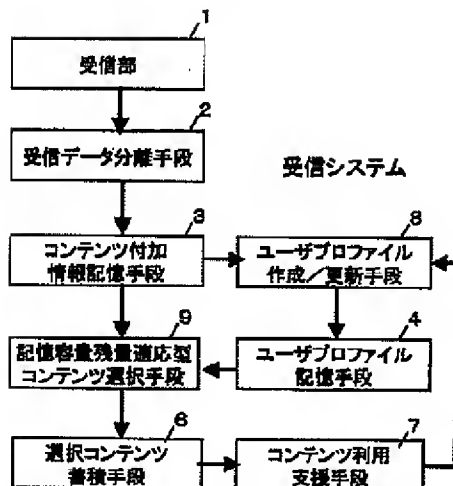 1
受信部
2
受信データ分離手段
受信システム
3
コンテンツ付加
情報記憶手段
8
ユーザプロファイル
作成/更新手段
9
記憶容量残量適応型
コンテンツ選択手段
4
ユーザプロファイル
記憶手段
6
選択コンテンツ
蓄積手段
7
コンテンツ利用
支援手段